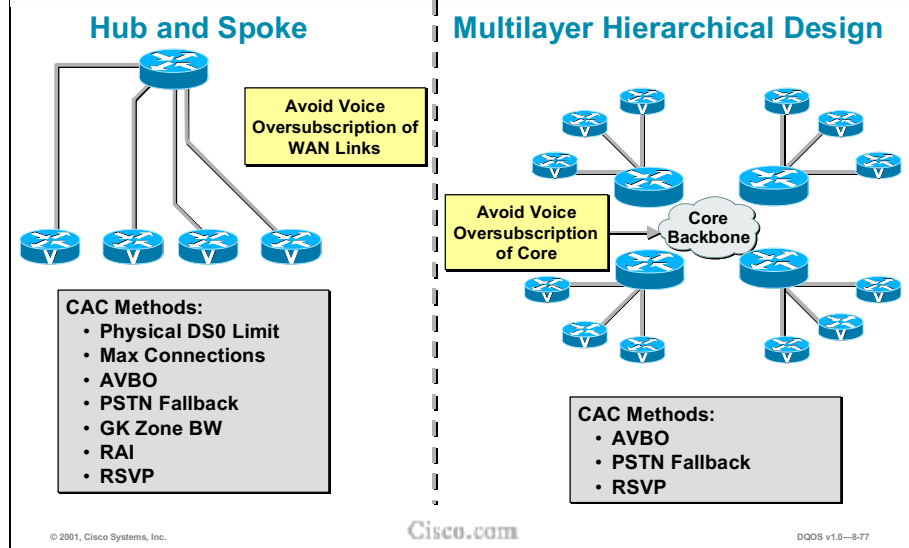 Hub and Spoke
Avoid Voice
Oversubscription of
WAN Links
V
V
V
V
CAC Methods:
• Physical DS0 Limit
• Max Connections
• AVBO
• PSTN Fallback
• GK Zone BW
• RAI
• RSVP
Multilayer Hierarchical Design
V
V
V
V
V
V
Avoid Voice
Oversubscription
of Core
Core
Backbone
V
V
V
V
V
V
CAC Methods:
• AVBO
• PSTN Fallback
• RSVP
© 2001, Cisco Systems, Inc.
Cisco.com
DQOS v1.0—8-77